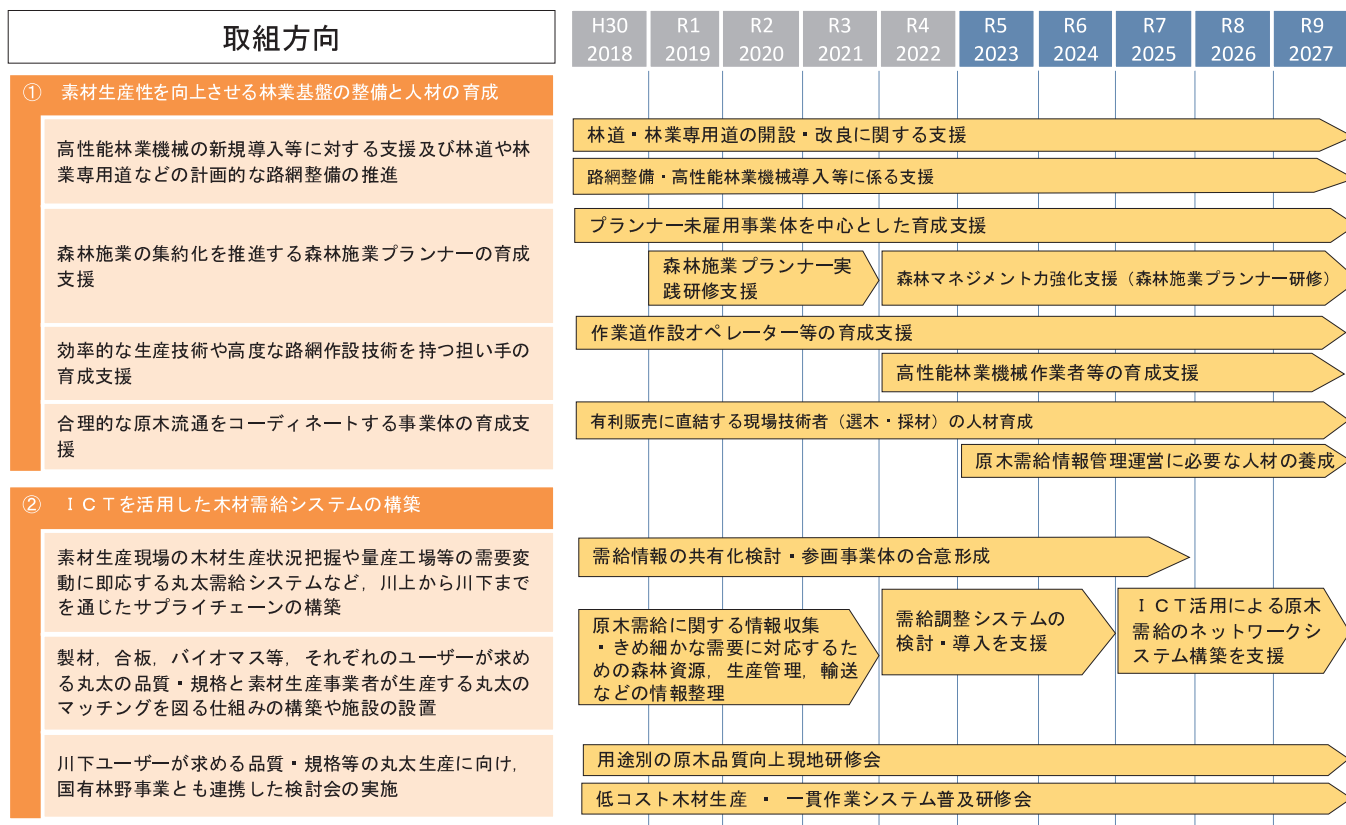 取組方向
H30 R1 R2 R3 R4 R5 R6 R7 R8 R9
2018 2019 2020 2021 2022 2023 2024 2025 2026 2027
① 素材生産性を向上させる林業基盤の整備と人材の育成
高性能林業機械の新規導入等に対する支援及び林道や林
業専用道などの計画的な路網整備の推進
林道・林業専用道の開設・改良に関する支援
路網整備・高性能林業機械導入等に係る支援
森林施業の集約化を推進する森林施業プランナーの育成
支援
プランナー未雇用事業体を中心とした育成支援
森林施業プランナー実
践研修支援
森林マネジメント力強化支援（森林施業プランナー研修）
効率的な生産技術や高度な路網作設技術を持つ担い手の
育成支援
作業道作設オペレーター等の育成支援
高性能林業機械作業者等の育成支援
合理的な原木流通をコーディネートする事業体の育成支
援
有利販売に直結する現場技術者（選木・採材）の人材育成
原木需給情報管理運営に必要な人材の養成
② ＩＣＴを活用した木材需給システムの構築
素材生産現場の木材生産状況把握や量産工場等の需要変
動に即応する丸太需給システムなど，川上から川下まで
を通じたサプライチェーンの構築
需給情報の共有化検討・参画事業体の合意形成
製材，合板，バイオマス等，それぞれのユーザーが求め
る丸太の品質・規格と素材生産事業者が生産する丸太の
マッチングを図る仕組みの構築や施設の設置
原木需給に関する情報収集
・きめ細かな需要に対応するた
めの森林資源，生産管理，輸送
などの情報整理
需給調整システムの
検討・導入を支援
ＩＣＴ活用による原木
需給のネットワークシ
ステム構築を支援
川下ユーザーが求める品質・規格等の丸太生産に向け，
国有林野事業とも連携した検討会の実施
用途別の原木品質向上現地研修会
低コスト木材生産 ・ 一貫作業システム普及研修会